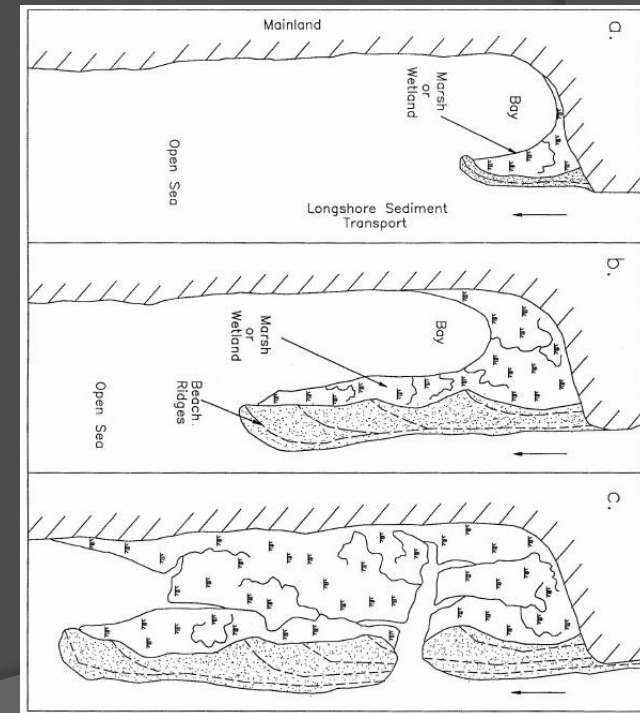 Mainland
a.
Marsh
or
Wetland
Bay
Open Sea
Longshore Sediment
Transport
b.
Bay
Marsh
or
Wetland
Beach
Ridges
Open Sea
c.